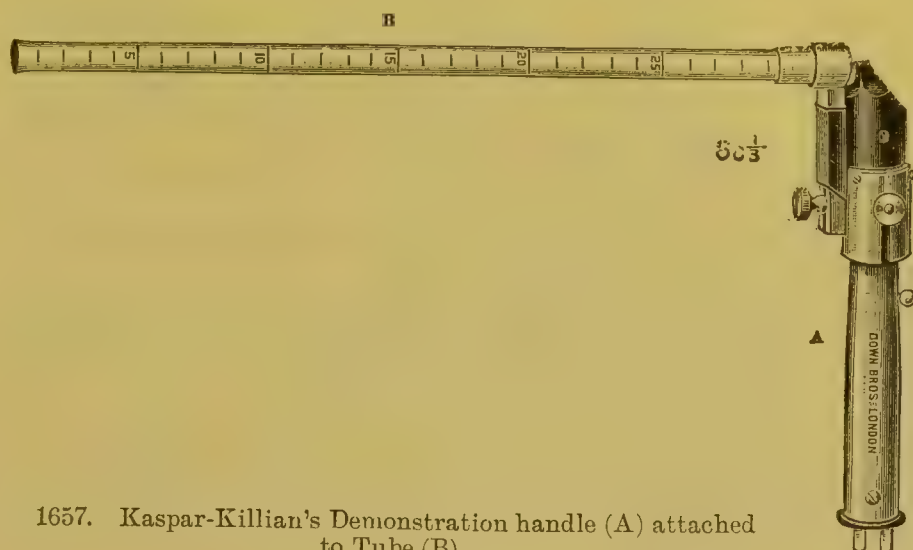 B
5 10 15 20 25
A
DOWN BROS. LONDON
1657. Kaspar-Killian's Demonstration handle (A) attached
to Tube (B)